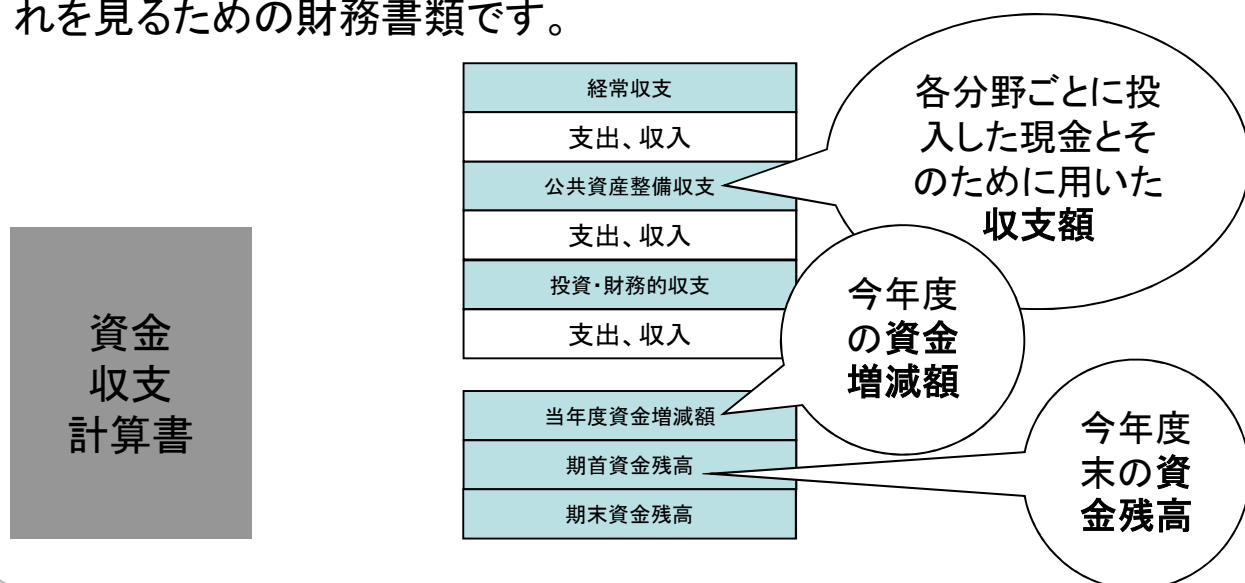 れを見るための財務書類です。
経常収支
支出、収入
公共資産整備収支
支出、収入
投資・財務的収支
支出、収入
当年度資金増減額
期首資金残高
期末資金残高
各分野ごとに投
入した現金とそ
のために用いた
収支額
今年度
の資金
増減額
今年度
末の資
金残高
資金
収支
計算書